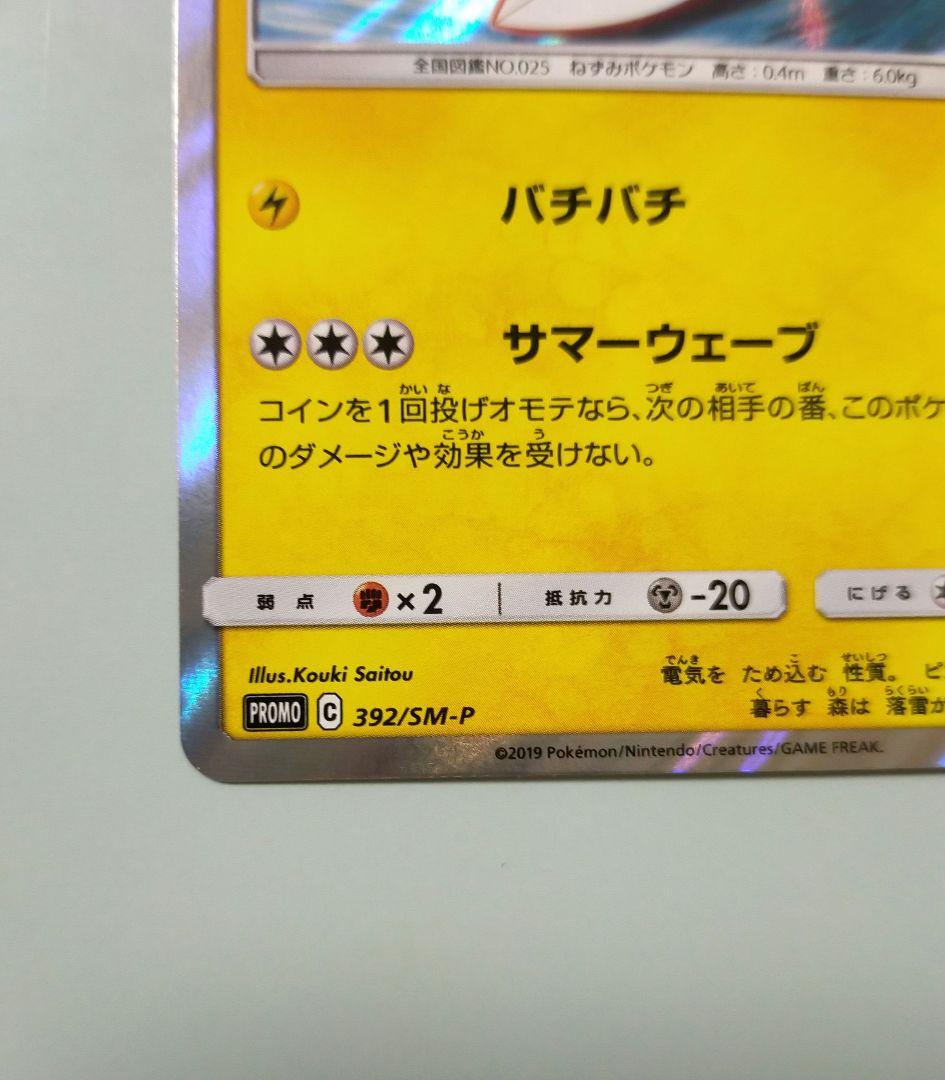 全国図鑑NO.025 ねずみポケモン 高さ:0.4m 重さ:6.0kg
バチバチ
サマーウェーブ
コインを1回投げオモテなら、次の相手の番、このポケ
のダメージや効果を受けない。
弱点 ×2 抵抗力 -20 にげる
Illus.Kouki Saitou
電気を ため込む 性質。 ピ
PROMO C 392/SM-P
暮らす 森は 落雷が
©2019 Pokémon/Nintendo/Creatures/GAME FREAK.